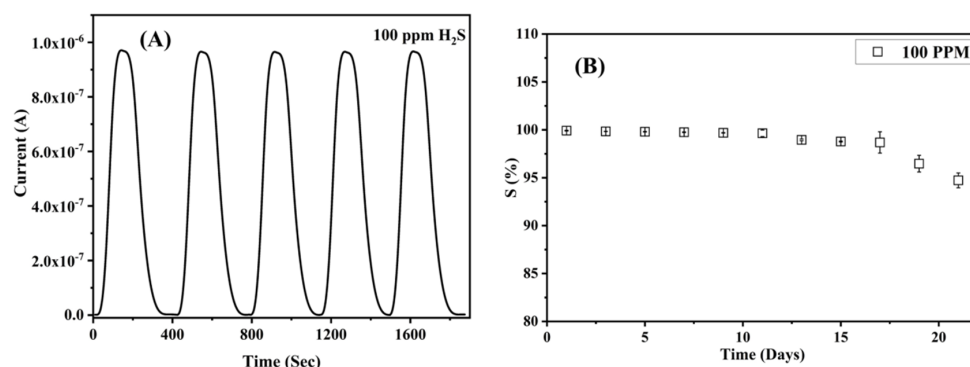 (A)
100 ppm H₂S
1.0x10⁻⁶
8.0x10⁻⁷
6.0x10⁻⁷
4.0x10⁻⁷
2.0x10⁻⁷
0.0
0 400 800 1200 1600
Current (A)
Time (Sec)
(B)
100 PPM
110
105
100
95
90
85
80
0 5 10 15 20
S (%)
Time (Days)